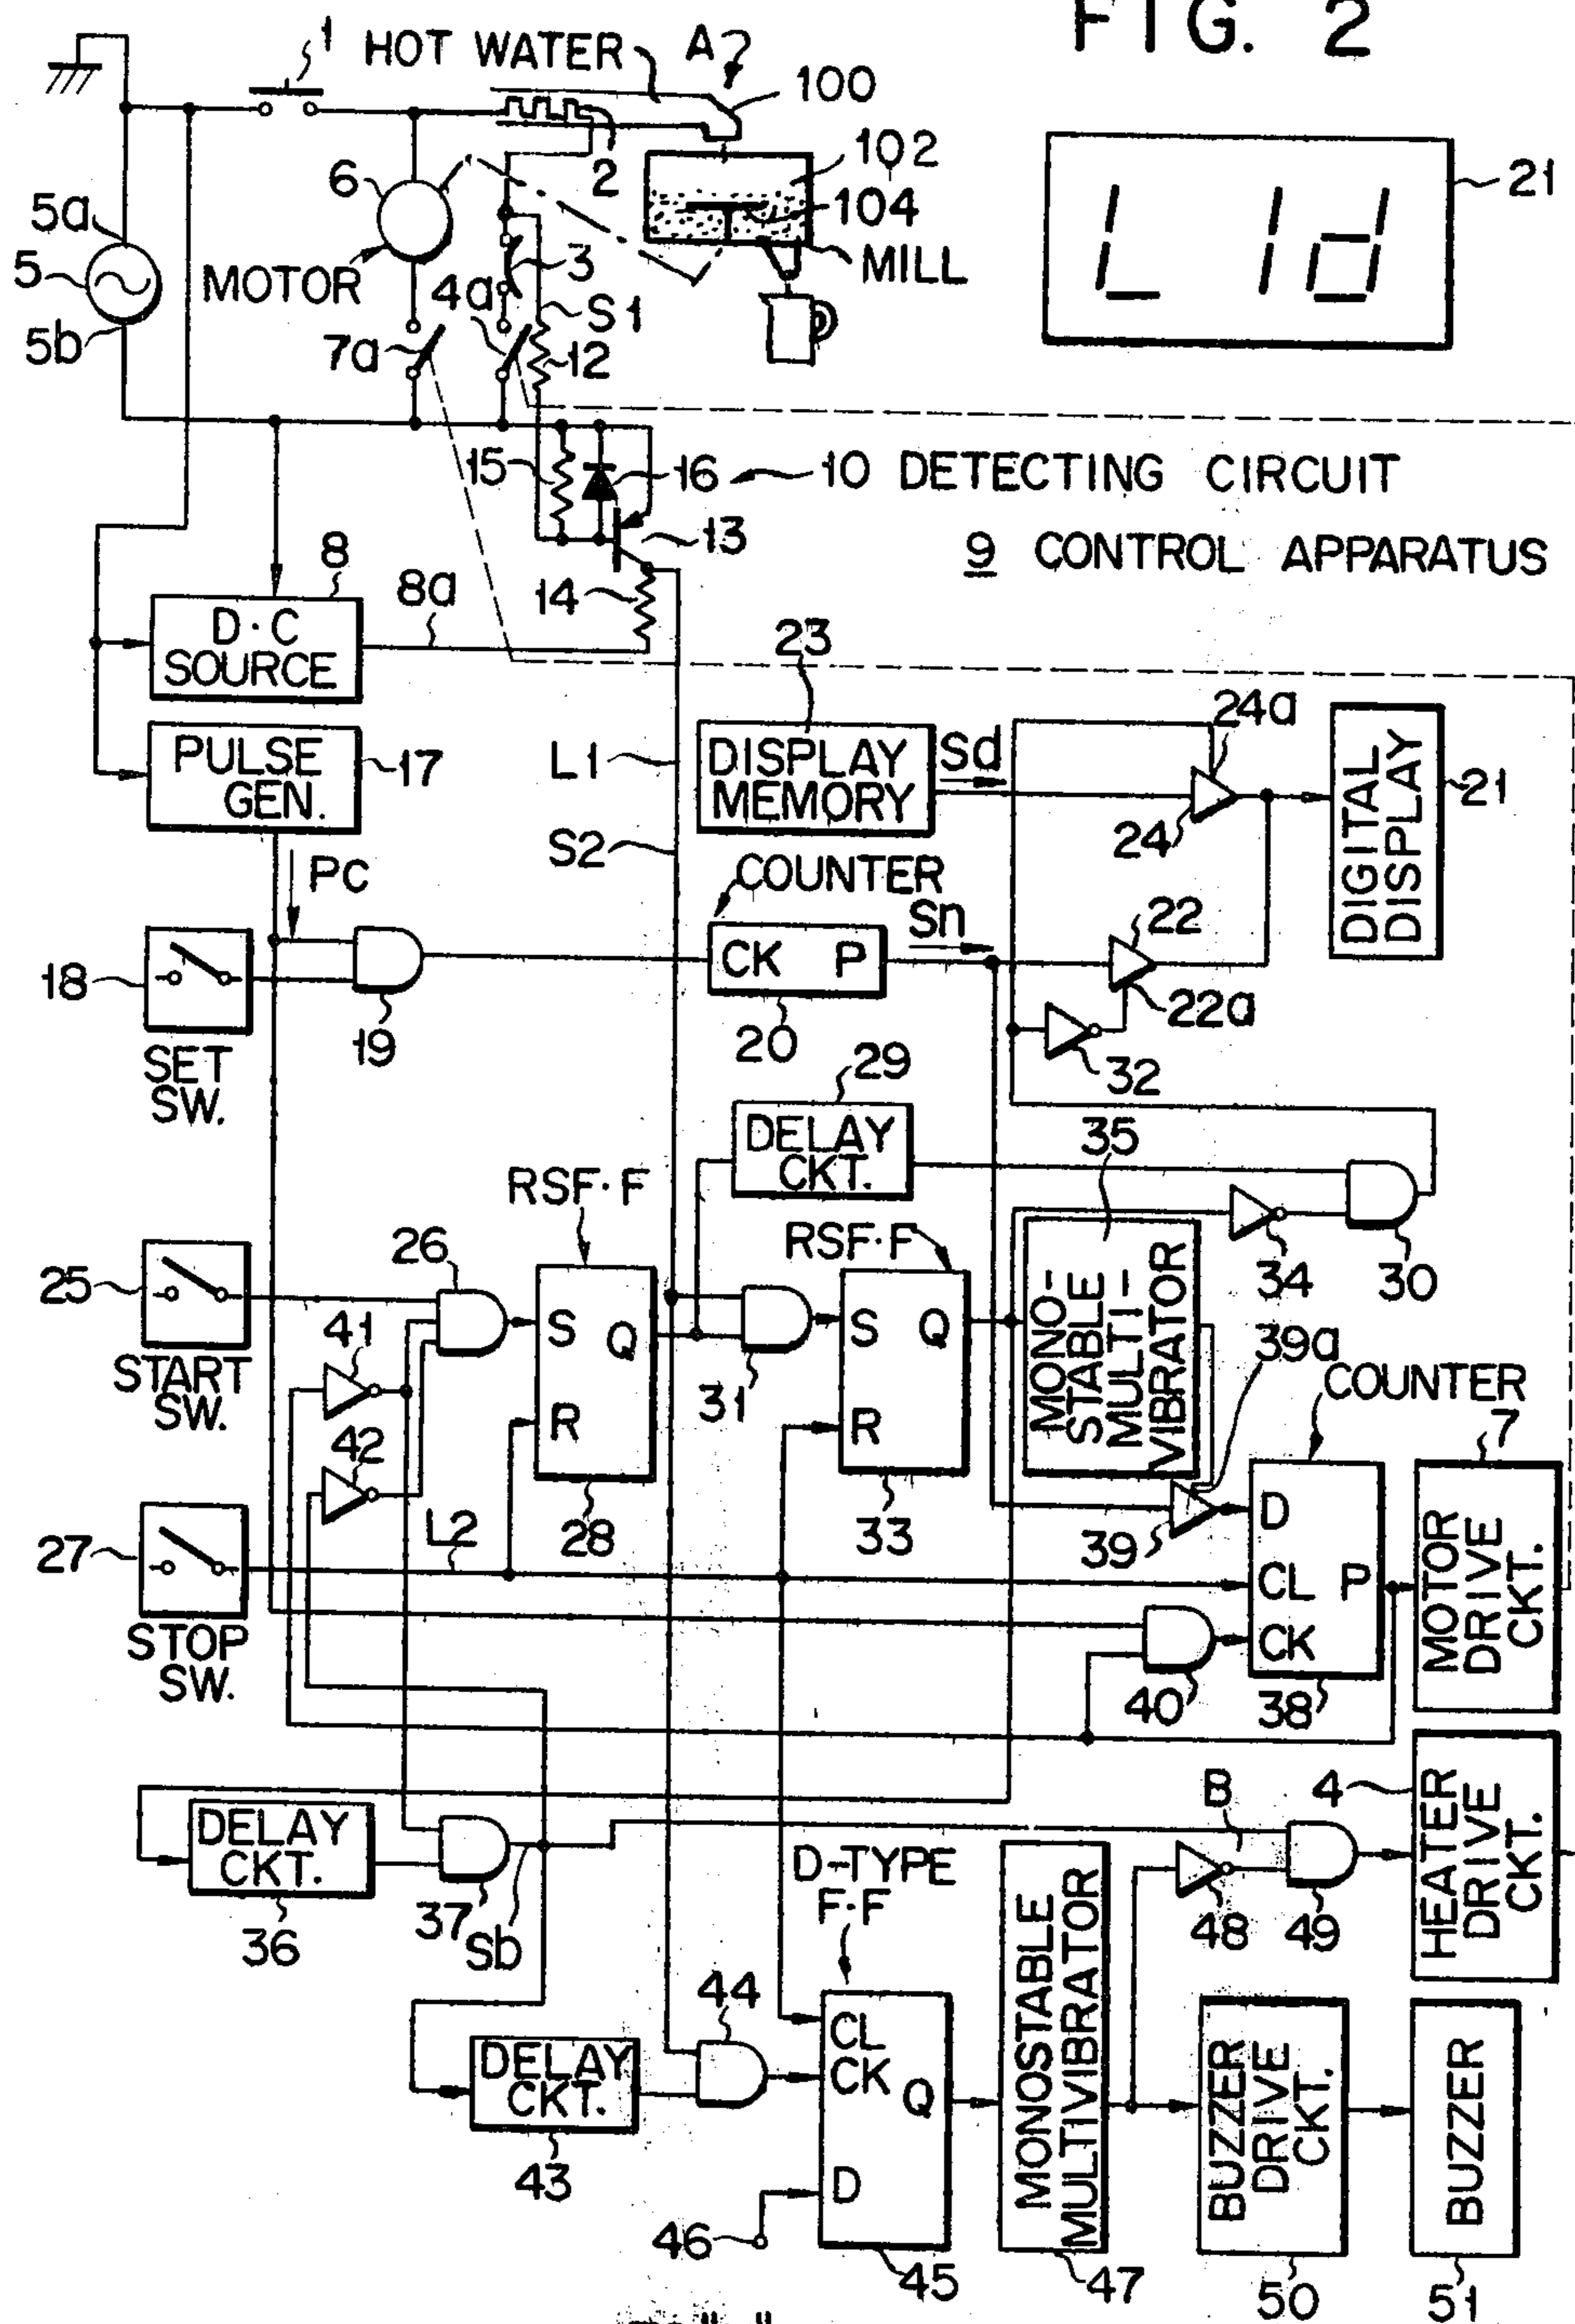 FIG. 2
1
HOT WATER
A
100
2
102
104
MILL
L Id
21
6
MOTOR
5a
5
5b
7a
4a
3
S1
12
15
16
10 DETECTING CIRCUIT
13
9 CONTROL APPARATUS
14
8
8a
D·C
SOURCE
PULSE
GEN.
17
L1
S2
23
DISPLAY
MEMORY
Sd
24a
24
DIGITAL
DISPLAY
21
Pc
COUNTER
Sn
22
22a
18
SET
SW.
19
CK P
20
32
29
DELAY
CKT.
35
RSF·F
RSF·F
26
25
START
SW.
41
42
S
Q
R
28
31
S
Q
R
33
MONO-
STABLE
MULTI-
VIBRATOR
34
30
39a
COUNTER
7
39
D
CL P
CK
38
MOTOR
DRIVE
CKT.
27
STOP
SW.
L2
40
DELAY
CKT.
36
37
Sb
B
4
HEATER
DRIVE
CKT.
48
49
D-TYPE
F·F
44
DELAY
CKT.
43
CL
CK
Q
D
46
45
MONOSTABLE
MULTIVIBRATOR
47
BUZZER
DRIVE
CKT.
50
BUZZER
51